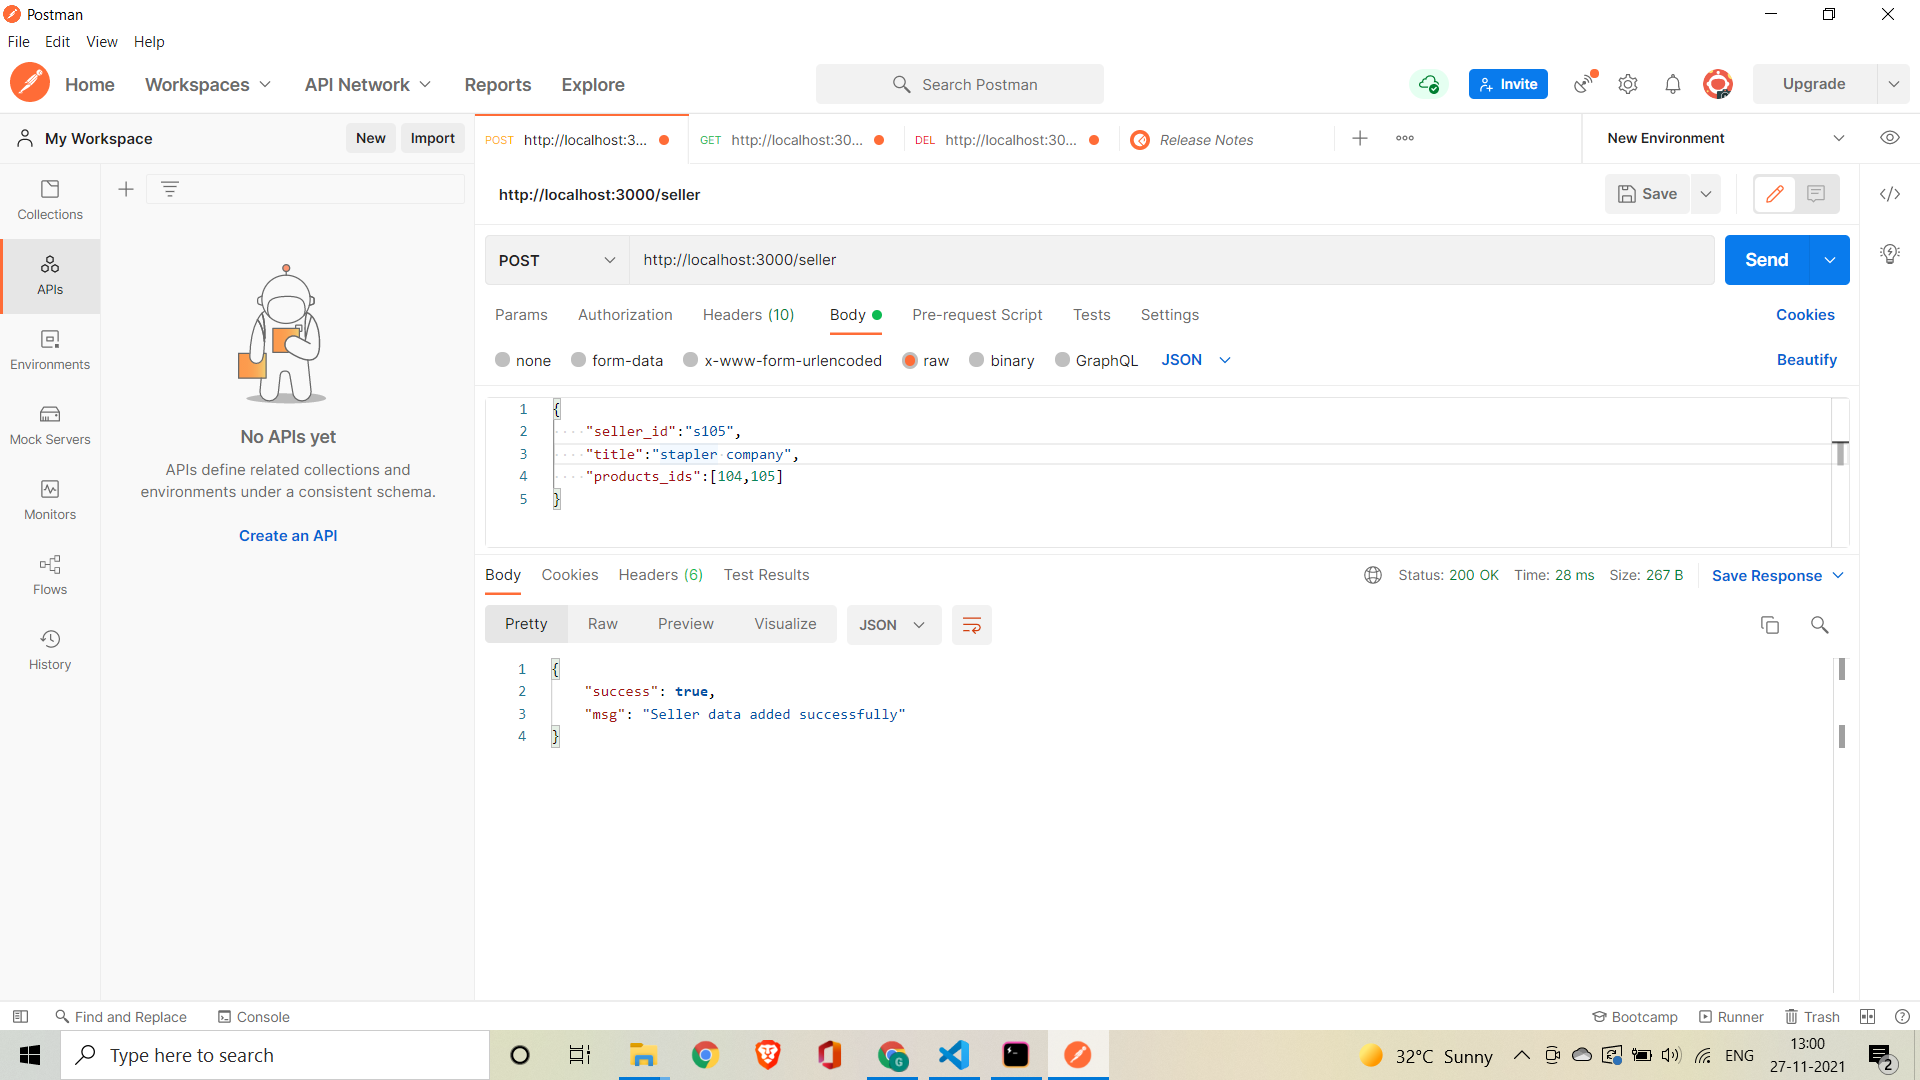 Postman
File Edit View Help
Home Workspaces API Network Reports Explore
Search Postman
Invite
Upgrade
My Workspace
New Import
POST http://localhost:3...
GET http://localhost:30...
DEL http://localhost:30...
Release Notes
New Environment
Collections
APIs
Environments
Mock Servers
Monitors
Flows
History
No APIs yet
APIs define related collections and
environments under a consistent schema.
Create an API
http://localhost:3000/seller
Save
POST http://localhost:3000/seller
Send
Params Authorization Headers (10) Body Pre-request Script Tests Settings Cookies
none form-data x-www-form-urlencoded raw binary GraphQL JSON Beautify
1 {
2 "seller_id":"s105",
3 "title":"stapler company",
4 "products_ids":[104,105]
5 }
Body Cookies Headers (6) Test Results Status: 200 OK Time: 28 ms Size: 267 B Save Response
Pretty Raw Preview Visualize JSON
1 {
2 "success": true,
3 "msg": "Seller data added successfully"
4 }
Find and Replace Console Bootcamp Runner Trash
Type here to search
G
32°C Sunny
ENG
13:00
27-11-2021
2